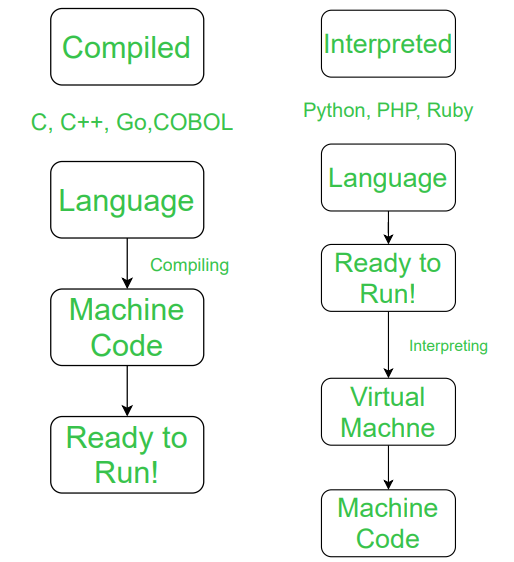 Compiled
C, C++, Go,COBOL
Language
Compiling
Machine
Code
Ready to
Run!
Interpreted
Python, PHP, Ruby
Language
Ready to
Run!
Interpreting
Virtual
Machne
Machine
Code